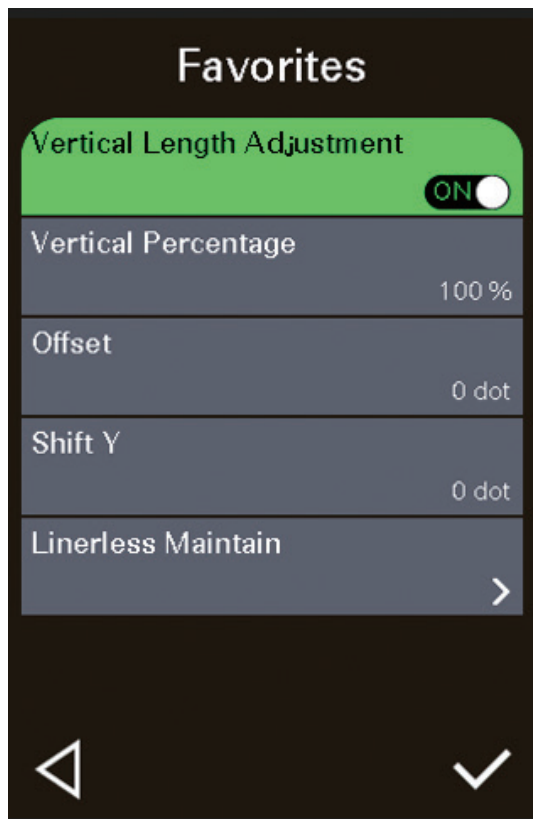 Favorites
Vertical Length Adjustment
ON
Vertical Percentage
100 %
Offset
0 dot
Shift Y
0 dot
Linerless Maintain